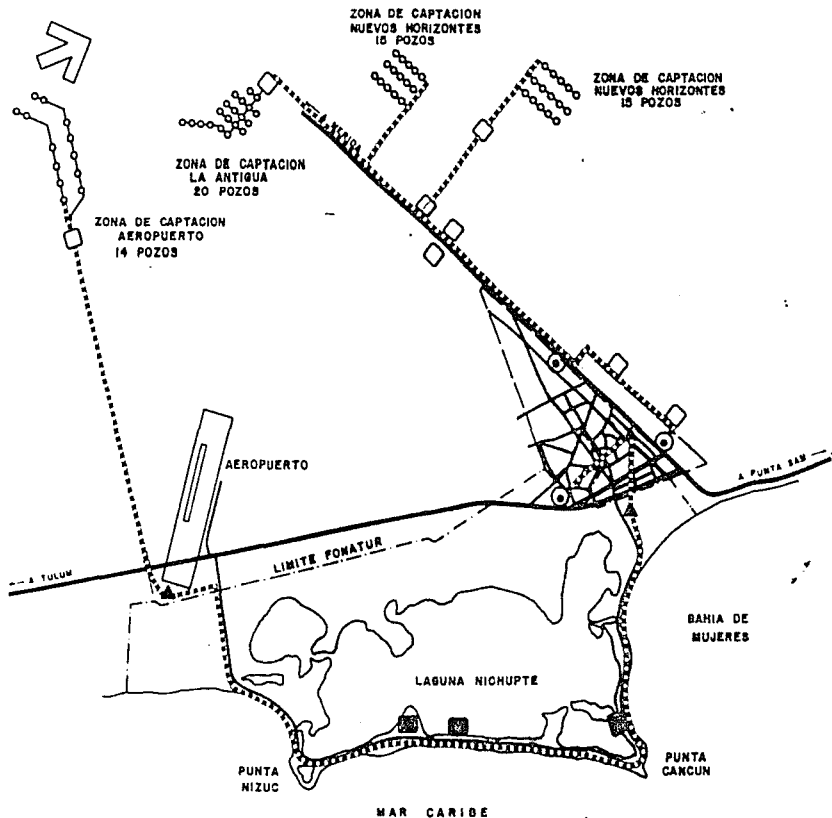 ZONA DE CAPTACION
NUEVOS HORIZONTES
15 POZOS
ZONA DE CAPTACION
NUEVOS HORIZONTES
15 POZOS
A MERIDA
ZONA DE CAPTACION
LA ANTIGUA
20 POZOS
ZONA DE CAPTACION
AEROPUERTO
14 POZOS
AEROPUERTO
A PUNTA SAM
LIMITE FONATUR
A TULUM
BAHIA DE
MUJERES
LAGUNA NICHUPTE
PUNTA
NIZUC
PUNTA
CANCUN
MAR CARIBE